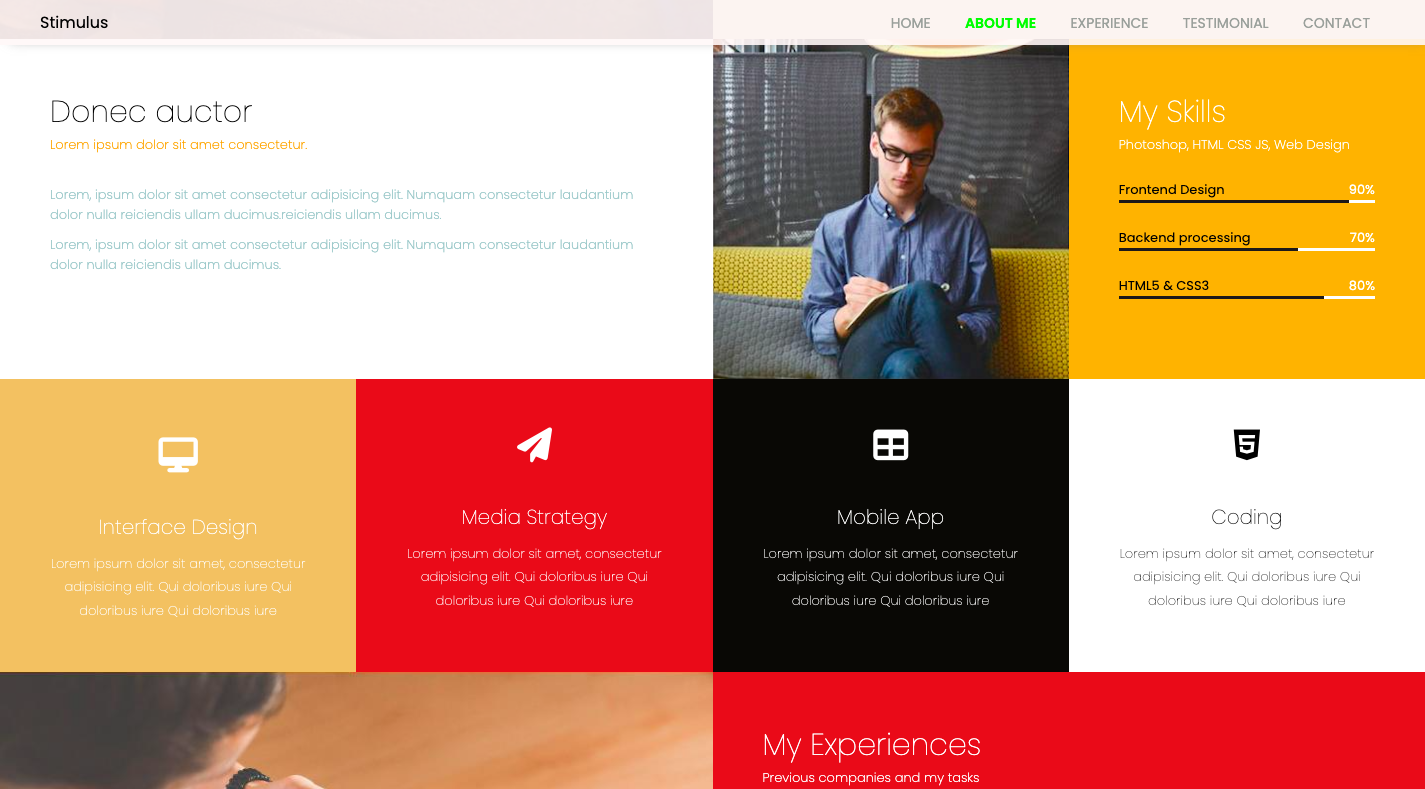 Stimulus
HOME
ABOUT ME
EXPERIENCE
TESTIMONIAL
CONTACT
Donec auctor
Lorem ipsum dolor sit amet consectetur.
Lorem, ipsum dolor sit amet consectetur adipisicing elit. Numquam consectetur laudantium
dolor nulla reiciendis ullam ducimus.reiciendis ullam ducimus.
Lorem, ipsum dolor sit amet consectetur adipisicing elit. Numquam consectetur laudantium
dolor nulla reiciendis ullam ducimus.
My Skills
Photoshop, HTML CSS JS, Web Design
Frontend Design 90%
Backend processing 70%
HTML5 & CSS3 80%
Interface Design
Lorem ipsum dolor sit amet, consectetur
adipisicing elit. Qui doloribus iure Qui
doloribus iure Qui doloribus iure
Media Strategy
Lorem ipsum dolor sit amet, consectetur
adipisicing elit. Qui doloribus iure Qui
doloribus iure Qui doloribus iure
Mobile App
Lorem ipsum dolor sit amet, consectetur
adipisicing elit. Qui doloribus iure Qui
doloribus iure Qui doloribus iure
Coding
Lorem ipsum dolor sit amet, consectetur
adipisicing elit. Qui doloribus iure Qui
doloribus iure Qui doloribus iure
My Experiences
Previous companies and my tasks